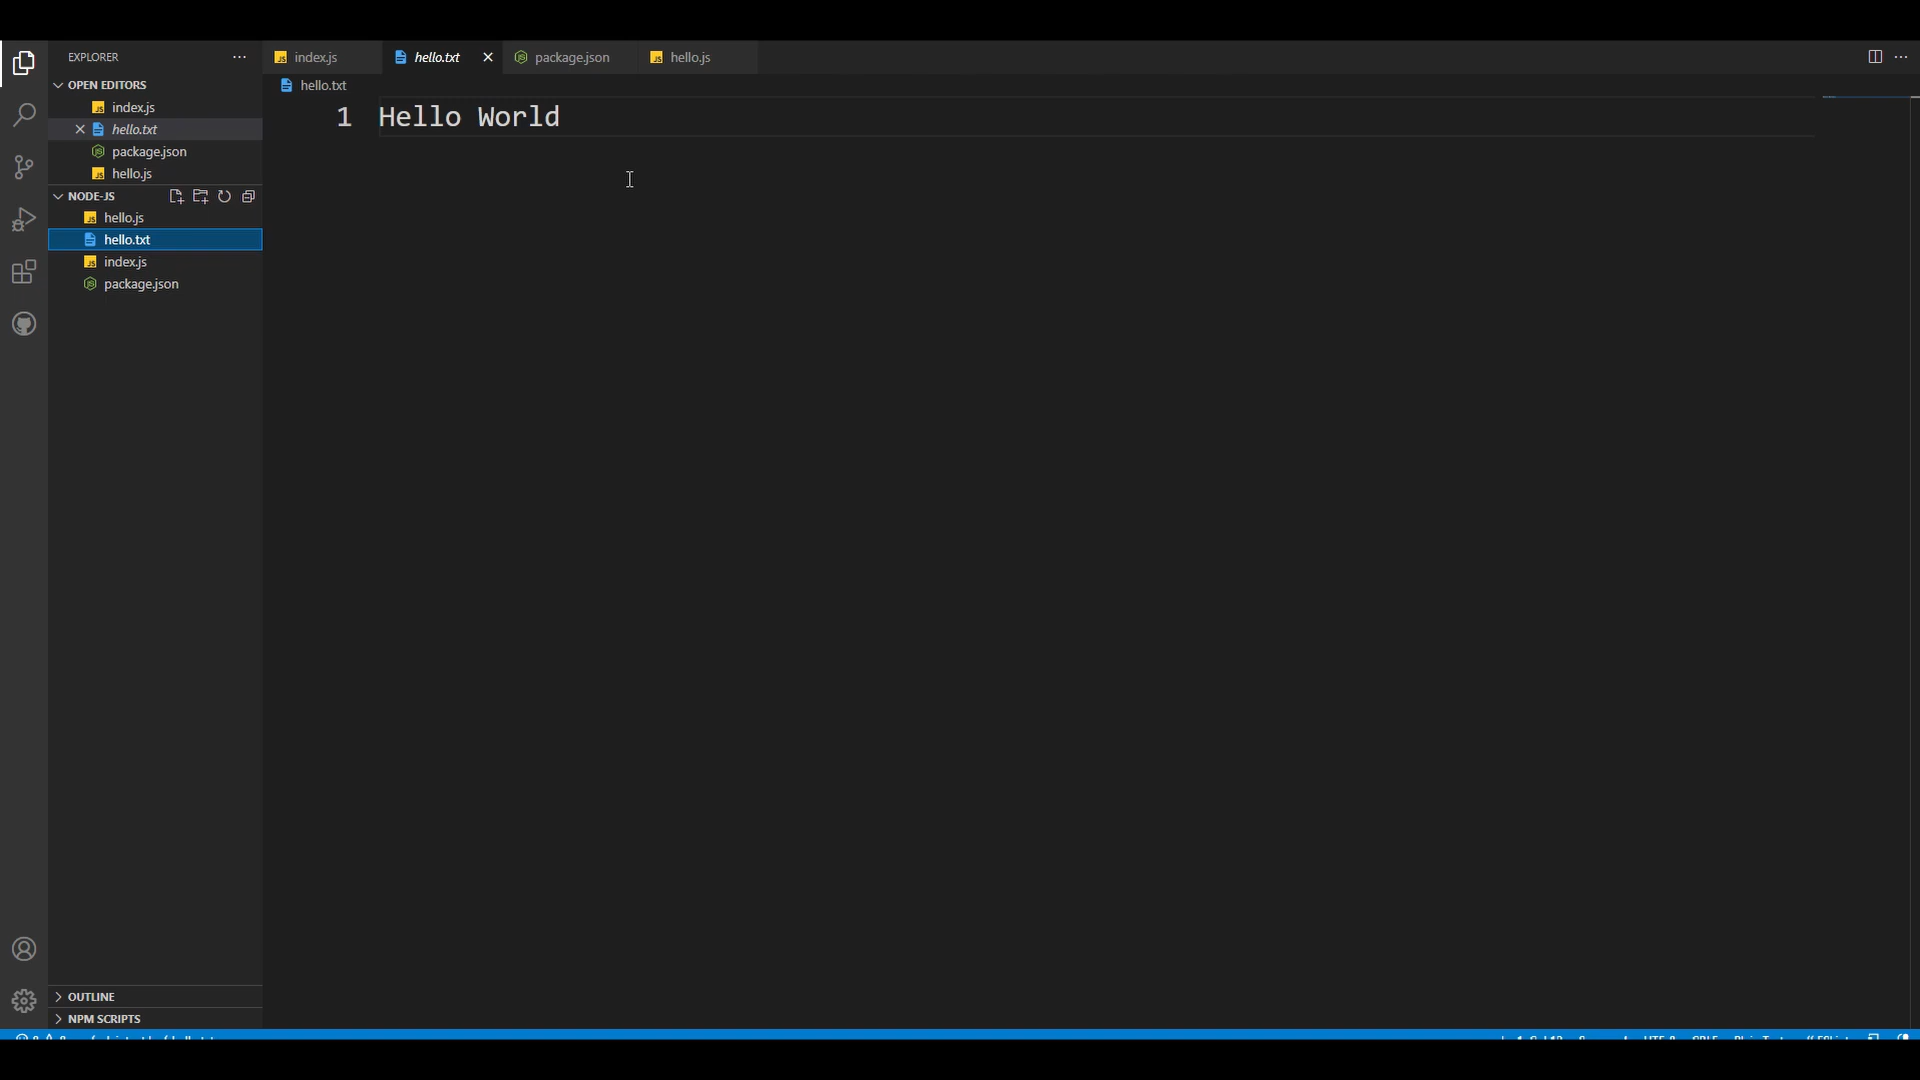 EXPLORER
index.js
hello.txt
package.json
hello.js
OPEN EDITORS
index.js
hello.txt
package.json
hello.js
NODE-JS
hello.js
hello.txt
index.js
package.json
OUTLINE
NPM SCRIPTS
hello.txt
1 Hello World